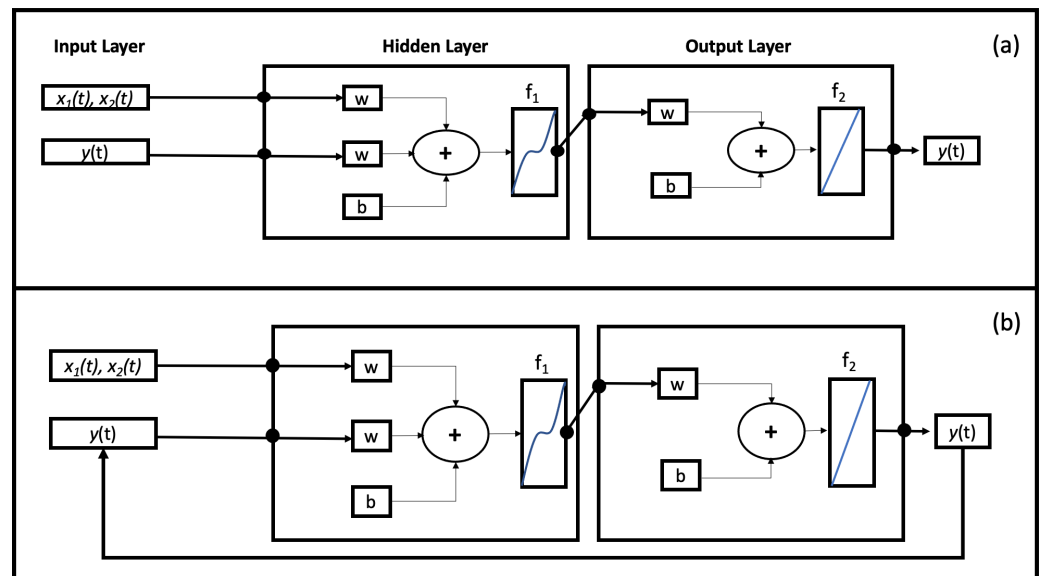 Input Layer Hidden Layer Output Layer (a)
x₁(t), x₂(t) w f₁ w f₂
y(t) w + + y(t)
b b
(b)
x₁(t), x₂(t) w f₁ w f₂
y(t) w + + y(t)
b b